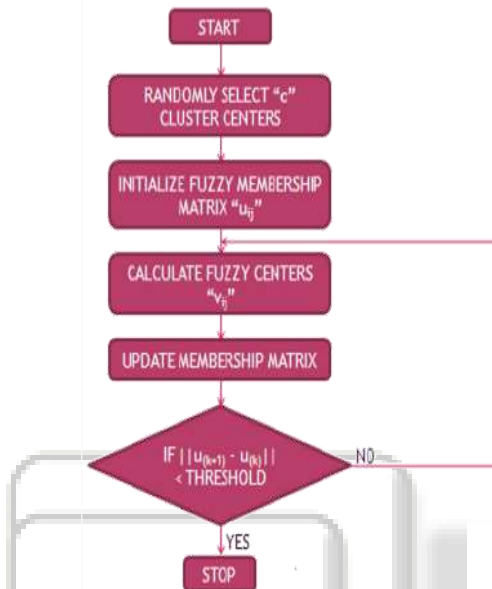 START
RANDOMLY SELECT “c”
CLUSTER CENTERS
INITIALIZE FUZZY MEMBERSHIP
MATRIX “uij”
CALCULATE FUZZY CENTERS
“vij”
UPDATE MEMBERSHIP MATRIX
IF ||u(k+1) - u(k)||
< THRESHOLD
NO
YES
STOP